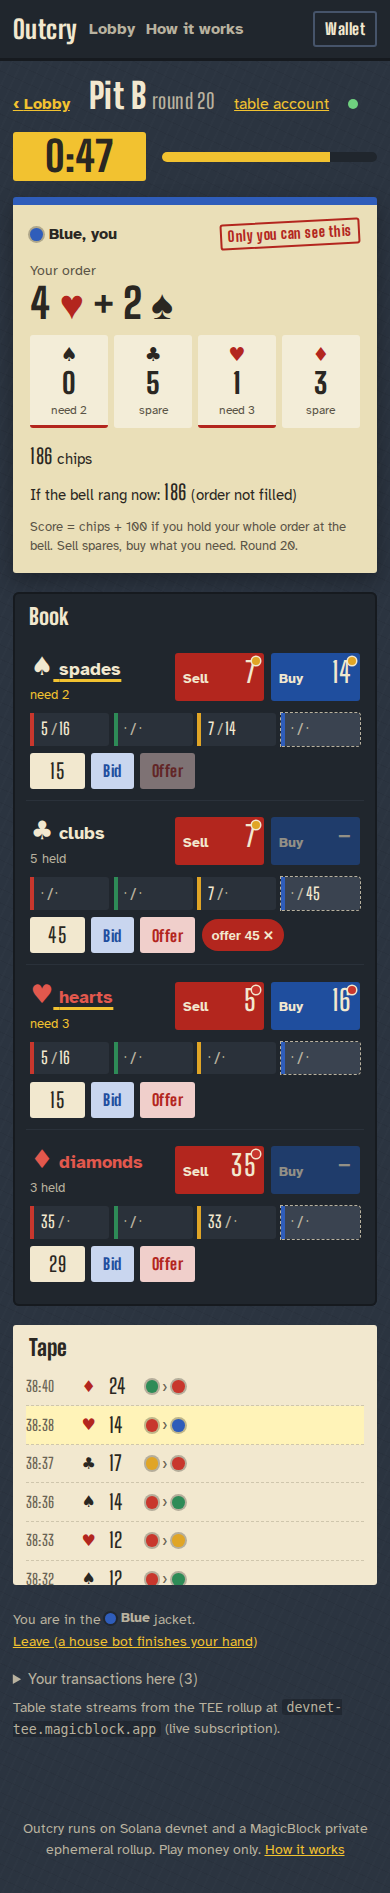 Outcry Lobby How it works Wallet
‹ Lobby Pit B round 20 table account
0:47
Blue, you Only you can see this
Your order
4 ♥ + 2 ♠
♠ ♣ ♥ ♦
0 5 1 3
need 2 spare need 3 spare
186 chips
If the bell rang now: 186 (order not filled)
Score = chips + 100 if you hold your whole order at the
bell. Sell spares, buy what you need. Round 20.
Book
♠ spades Sell 7 Buy 14
need 2
5 / 16 · / · 7 / 14 · / ·
15 Bid Offer
♣ clubs Sell 7 Buy –
5 held
· / · · / · 7 / · · / 45
45 Bid Offer offer 45 ✕
♥ hearts Sell 5 Buy 16
need 3
5 / 16 · / · · / · · / ·
15 Bid Offer
♦ diamonds Sell 35 Buy –
3 held
35 / · · / · 33 / · · / ·
29 Bid Offer
Tape
38:40 ♦ 24 ›
38:38 ♥ 14 ›
38:37 ♣ 17 ›
38:36 ♠ 14 ›
38:33 ♥ 12 ›
38:32 ♠ 12 ›
You are in the Blue jacket.
Leave (a house bot finishes your hand)
▶ Your transactions here (3)
Table state streams from the TEE rollup at devnet-
tee.magicblock.app (live subscription).
Outcry runs on Solana devnet and a MagicBlock private
ephemeral rollup. Play money only. How it works